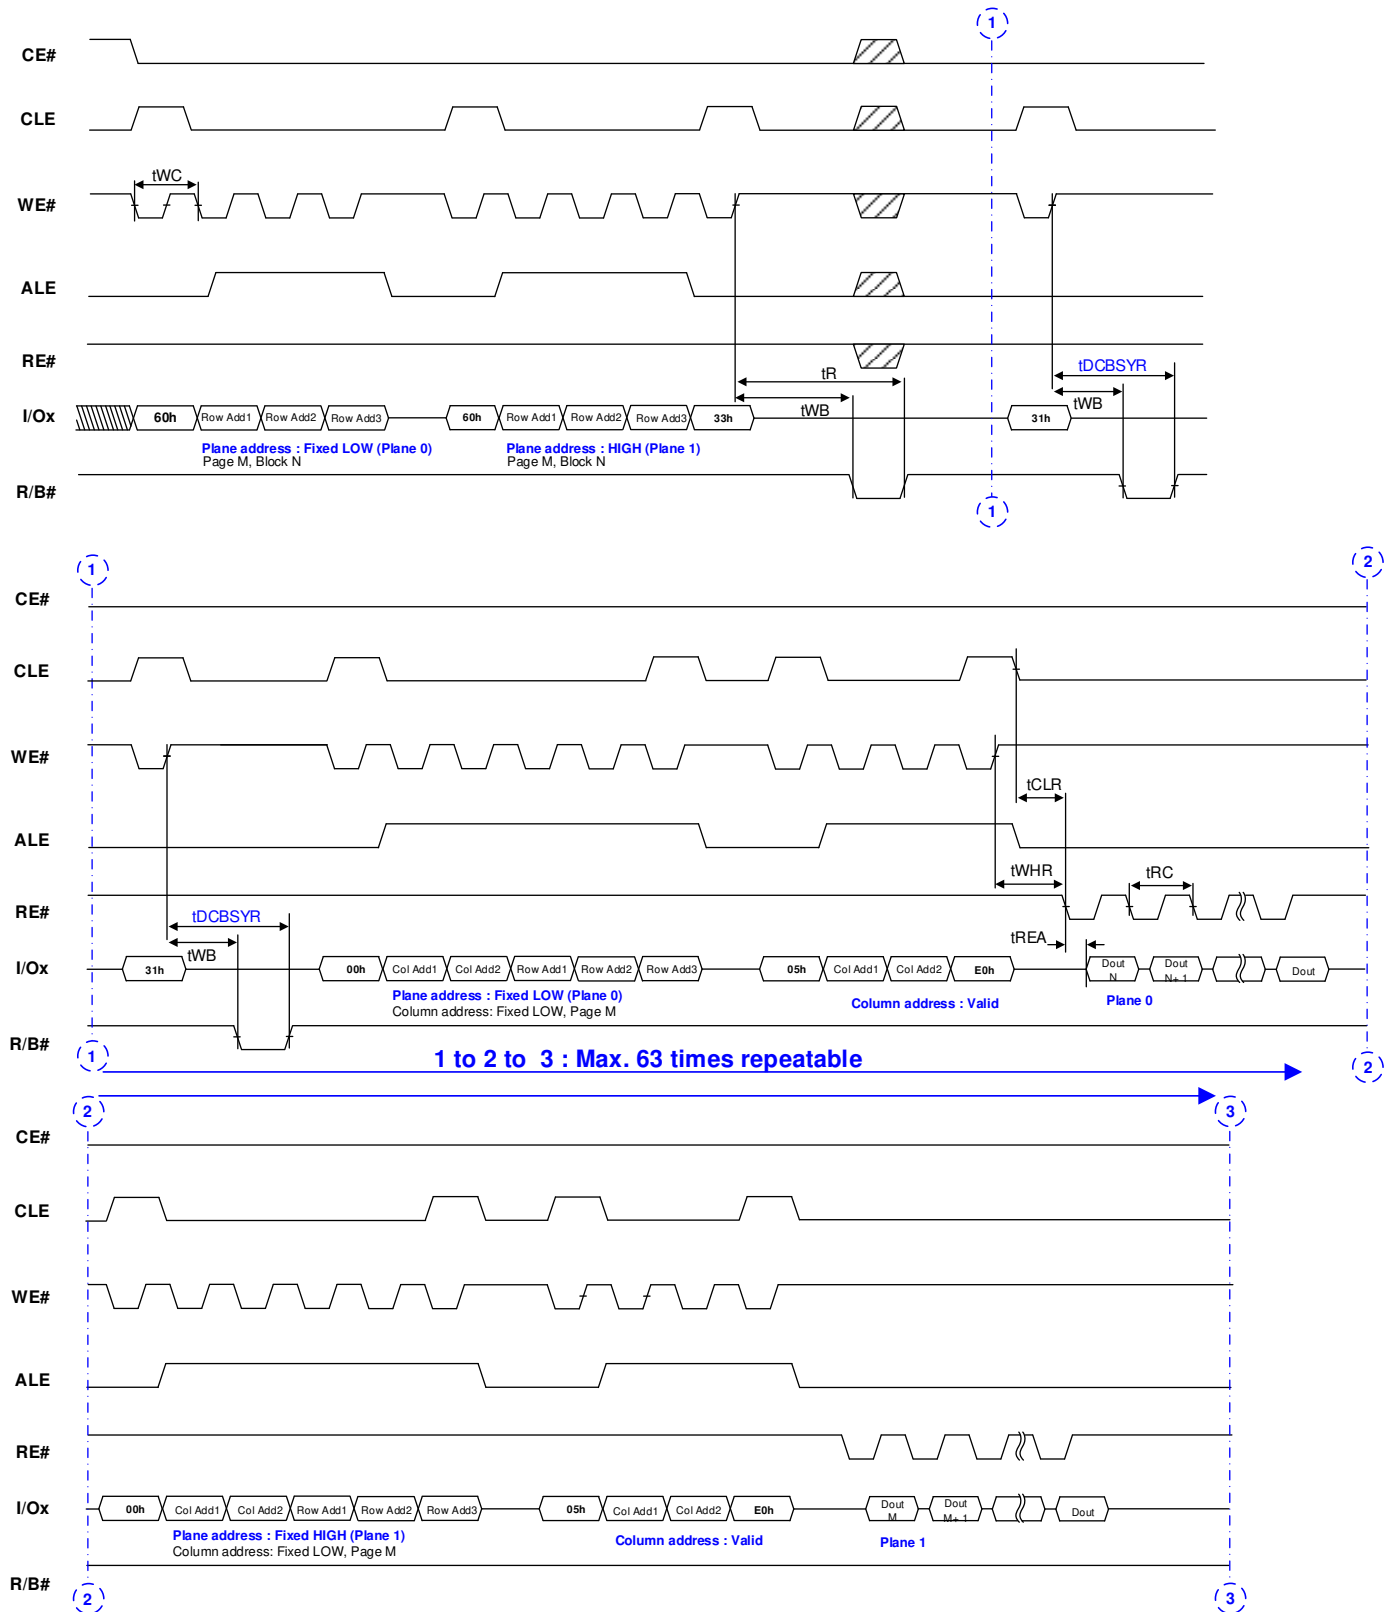 1
CE#
CLE
tWC
WE#
ALE
RE#
tR
tDCBSYR
tWB
tWB
I/Ox 60h Row Add1 Row Add2 Row Add3 60h Row Add1 Row Add2 Row Add3 33h 31h
Plane address : Fixed LOW (Plane 0) Plane address : HIGH (Plane 1)
Page M, Block N Page M, Block N
R/B#
1
1 2
CE#
CLE
WE#
tCLR
ALE
tWHR tRC
RE#
tDCBSYR
tREA
tWB
I/Ox 31h 00h Col Add1 Col Add2 Row Add1 Row Add2 Row Add3 05h Col Add1 Col Add2 E0h Dout N Dout N+ 1 Dout
Plane address : Fixed LOW (Plane 0) Column address : Valid Plane 0
Column address: Fixed LOW, Page M
R/B#
1 1 to 2 to 3 : Max. 63 times repeatable 2
2 3
CE#
CLE
WE#
ALE
RE#
I/Ox 00h Col Add1 Col Add2 Row Add1 Row Add2 Row Add3 05h Col Add1 Col Add2 E0h Dout M Dout M+ 1 Dout
Plane address : Fixed HIGH (Plane 1) Column address : Valid Plane 1
Column address: Fixed LOW, Page M
R/B#
2 3